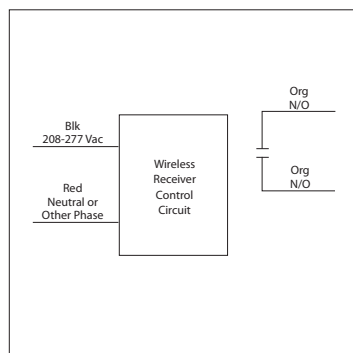 Blk
208-277 Vac
Red
Neutral or
Other Phase
Wireless
Receiver
Control
Circuit
Org
N/O
Org
N/O